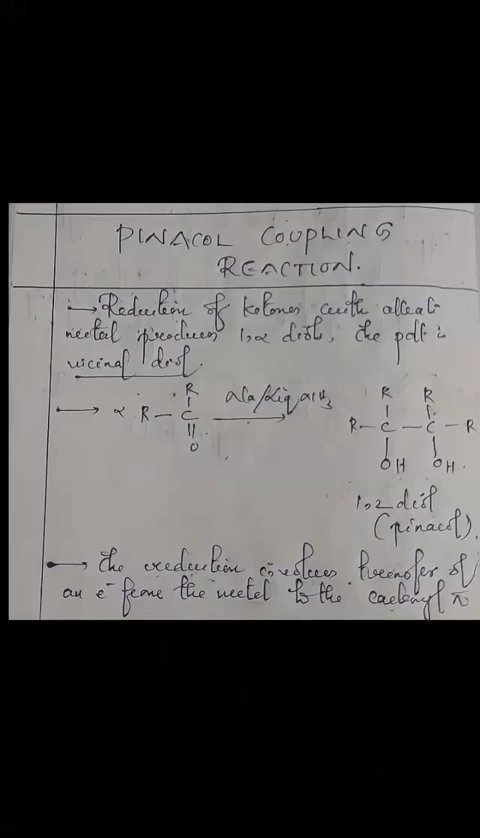 PINACOL COUPLING
REACTION.
→ Reduction of ketones with alkali
metal produces 1,2 diols, the pdt is
vicinal diol.
R R R
→ 2 R - C Na/Liq NH3 R - C - C - R
|| OH OH.
O
1,2 diol
(pinacol).
→ The reduction involves transfer of
an e- from the metal to the carbonyl π